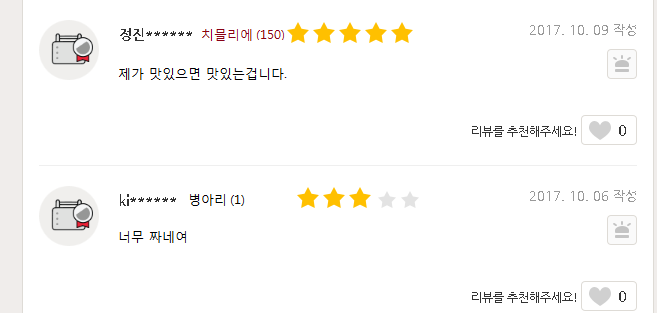 정진****** 치믈리에 (150) 2017. 10. 09 작성
제가 맛있으면 맛있는겁니다.
리뷰를 추천해주세요! 0
ki****** 병아리 (1) 2017. 10. 06 작성
너무 짜네여
리뷰를 추천해주세요! 0